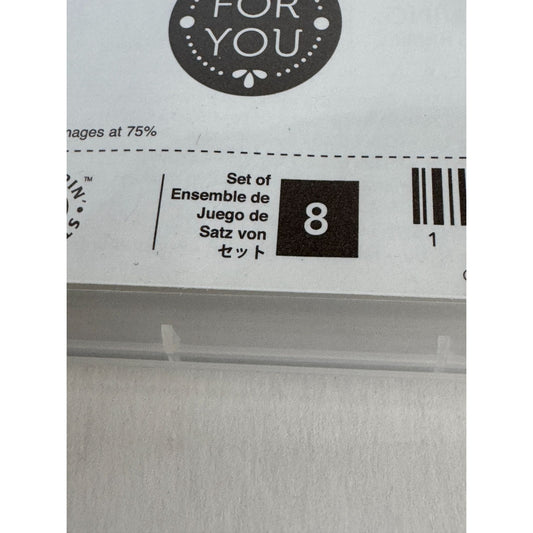 FOR
YOU
mages at 75%
Set of
Ensemble de
Juego de
Satz von
セット
8
1